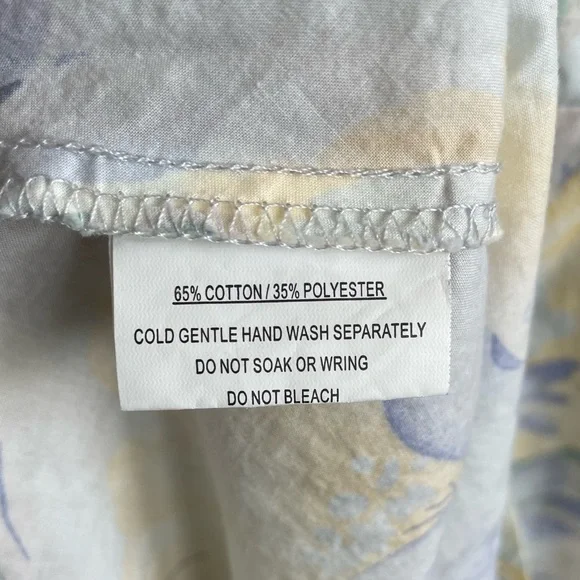 65% COTTON / 35% POLYESTER
COLD GENTLE HAND WASH SEPARATELY
DO NOT SOAK OR WRING
DO NOT BLEACH